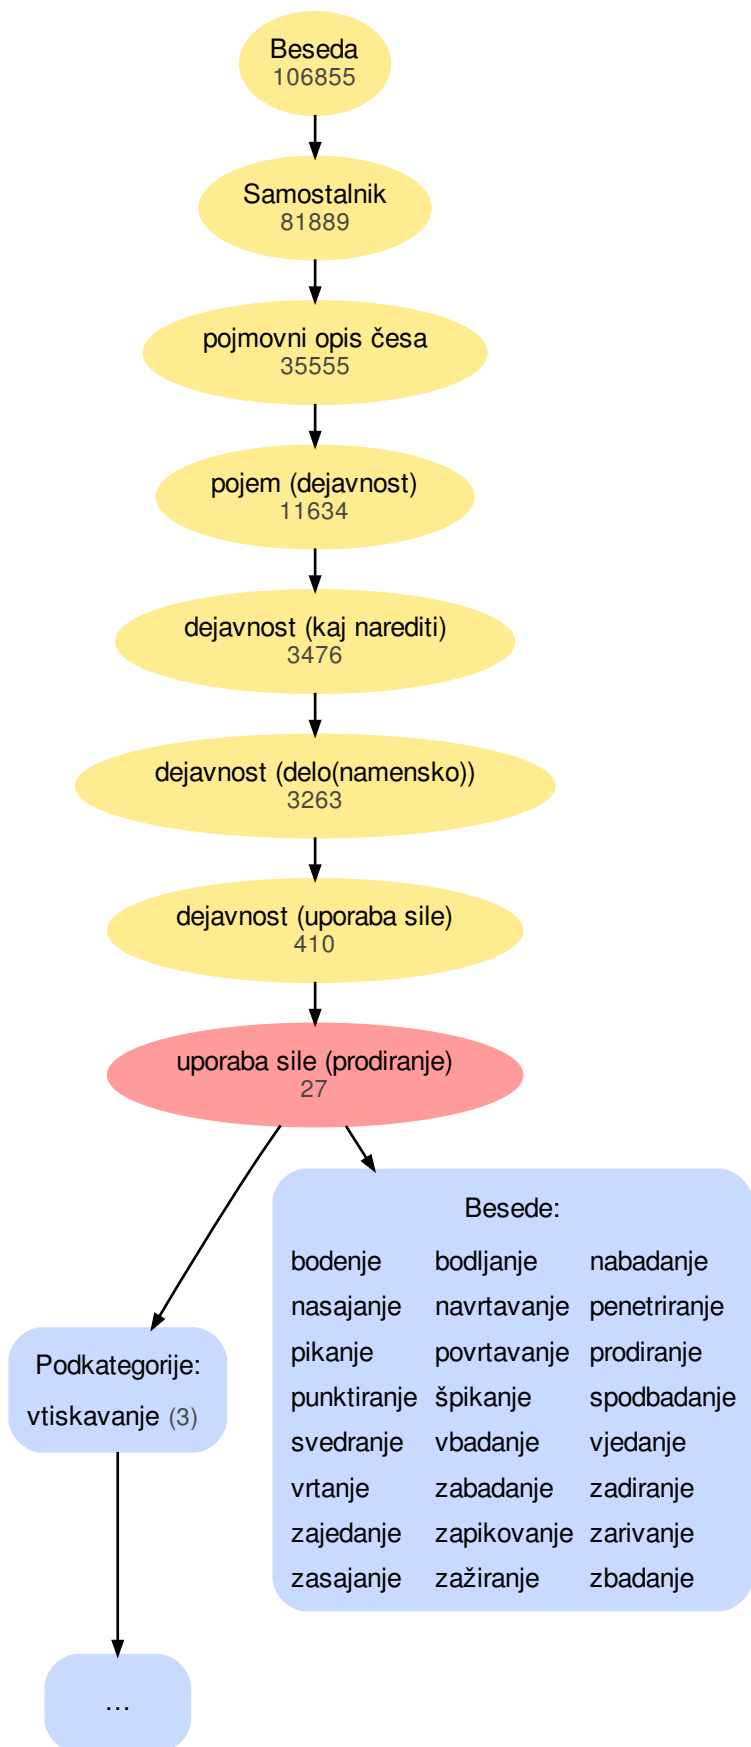 Beseda
106855
Samostalnik
81889
pojmovni opis česa
35555
pojem (dejavnost)
11634
dejavnost (kaj narediti)
3476
dejavnost (delo(namensko))
3263
dejavnost (uporaba sile)
410
uporaba sile (prodiranje)
27
Besede:
bodenje bodljanje nabadanje
nasajanje navrtavanje penetriranje
pikanje povrtavanje prodiranje
punktiranje špikanje spodbadanje
svedranje vbadanje vjedanje
vrtanje zabadanje zadiranje
zajedanje zapikovanje zarivanje
zasajanje zažiranje zbadanje
Podkategorije:
vtiskavanje (3)
...